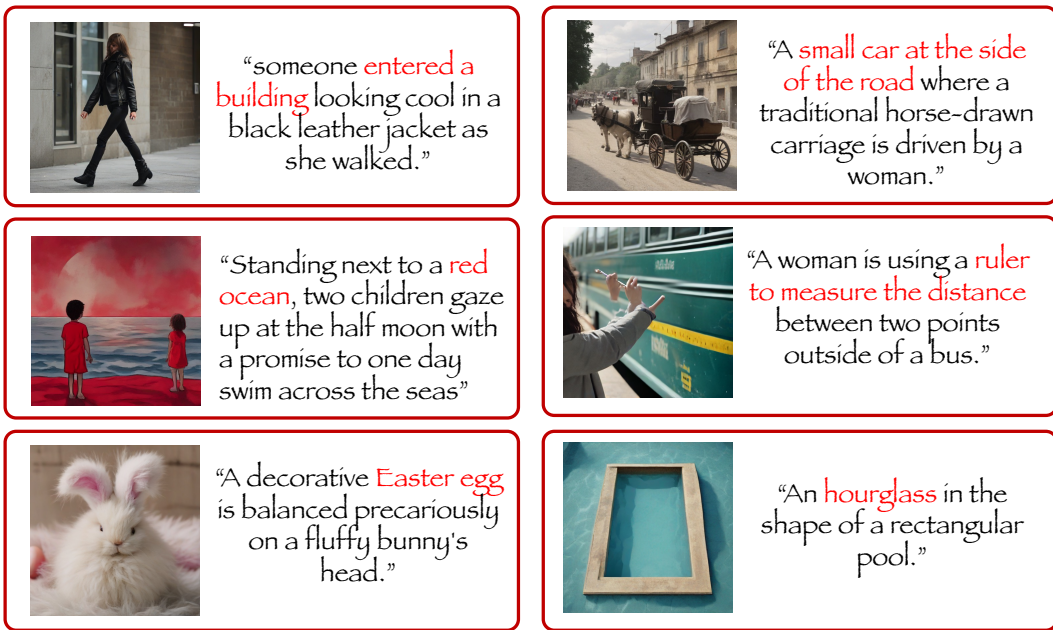 “someone entered a
building looking cool in a
black leather jacket as
she walked.”
“A small car at the side
of the road where a
traditional horse-drawn
carriage is driven by a
woman.”
“Standing next to a red
ocean, two children gaze
up at the half moon with
a promise to one day
swim across the seas”
“A woman is using a ruler
to measure the distance
between two points
outside of a bus.”
“A decorative Easter egg
is balanced precariously
on a fluffy bunny's
head.”
“An hourglass in the
shape of a rectangular
pool.”